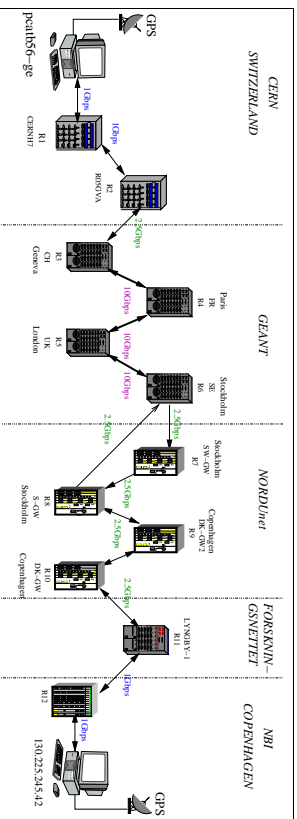 CERN
SWITZERLAND
GPS
pcatb56-ge
1Gbps
R1
CERNH7
1Gbps
R2
R05GVA
2.5Gbps
GEANT
R3
CH
Geneva
10Gbps
Paris
FR
R4
10Gbps
R5
UK
London
10Gbps
Stockholm
SE
R6
2.5Gbps
2.5Gbps
NORDUnet
Stockholm
SW-GW
R7
2.5Gbps
R8
S-GW
Stockholm
2.5Gbps
Copenhagen
DK-GW2
R9
R10
DK-GW
Copenhagen
2.5Gbps
FORSKNIN-
GSNETTET
LYNGBY-1
R11
1Gbps
NBI
COPENHAGEN
R12
1Gbps
GPS
130.225.245.42